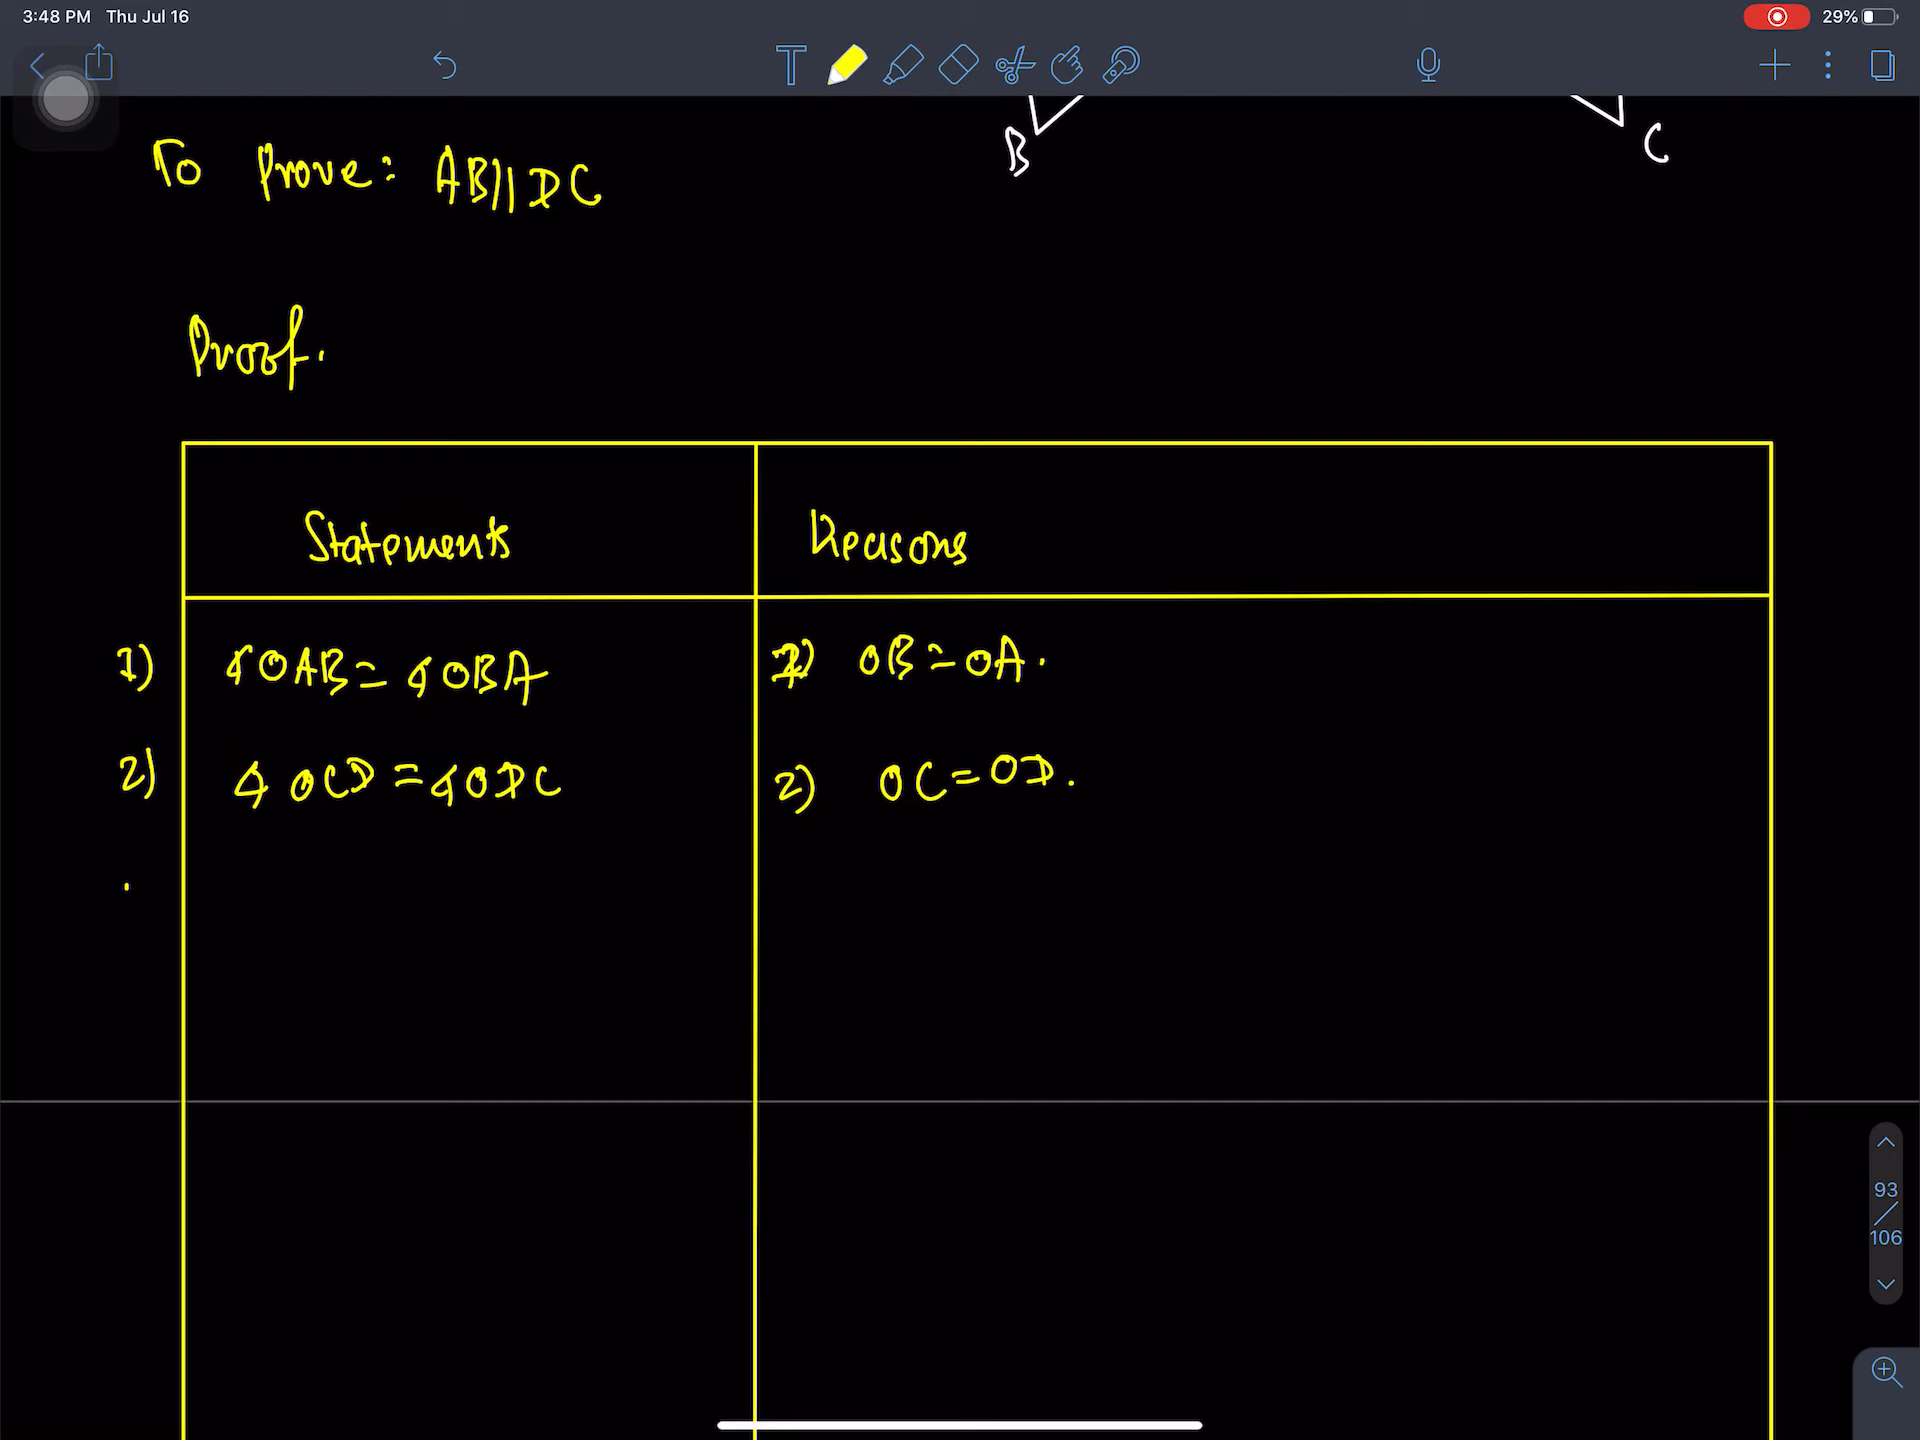 3:48 PM Thu Jul 16
29%
B
C
To Prove: AB||DC
Proof.
Statements
Reasons
1) ∡OAB = ∡OBA
1) OB = OA.
2) ∡OCD = ∡ODC
2) OC = OD.
93
106